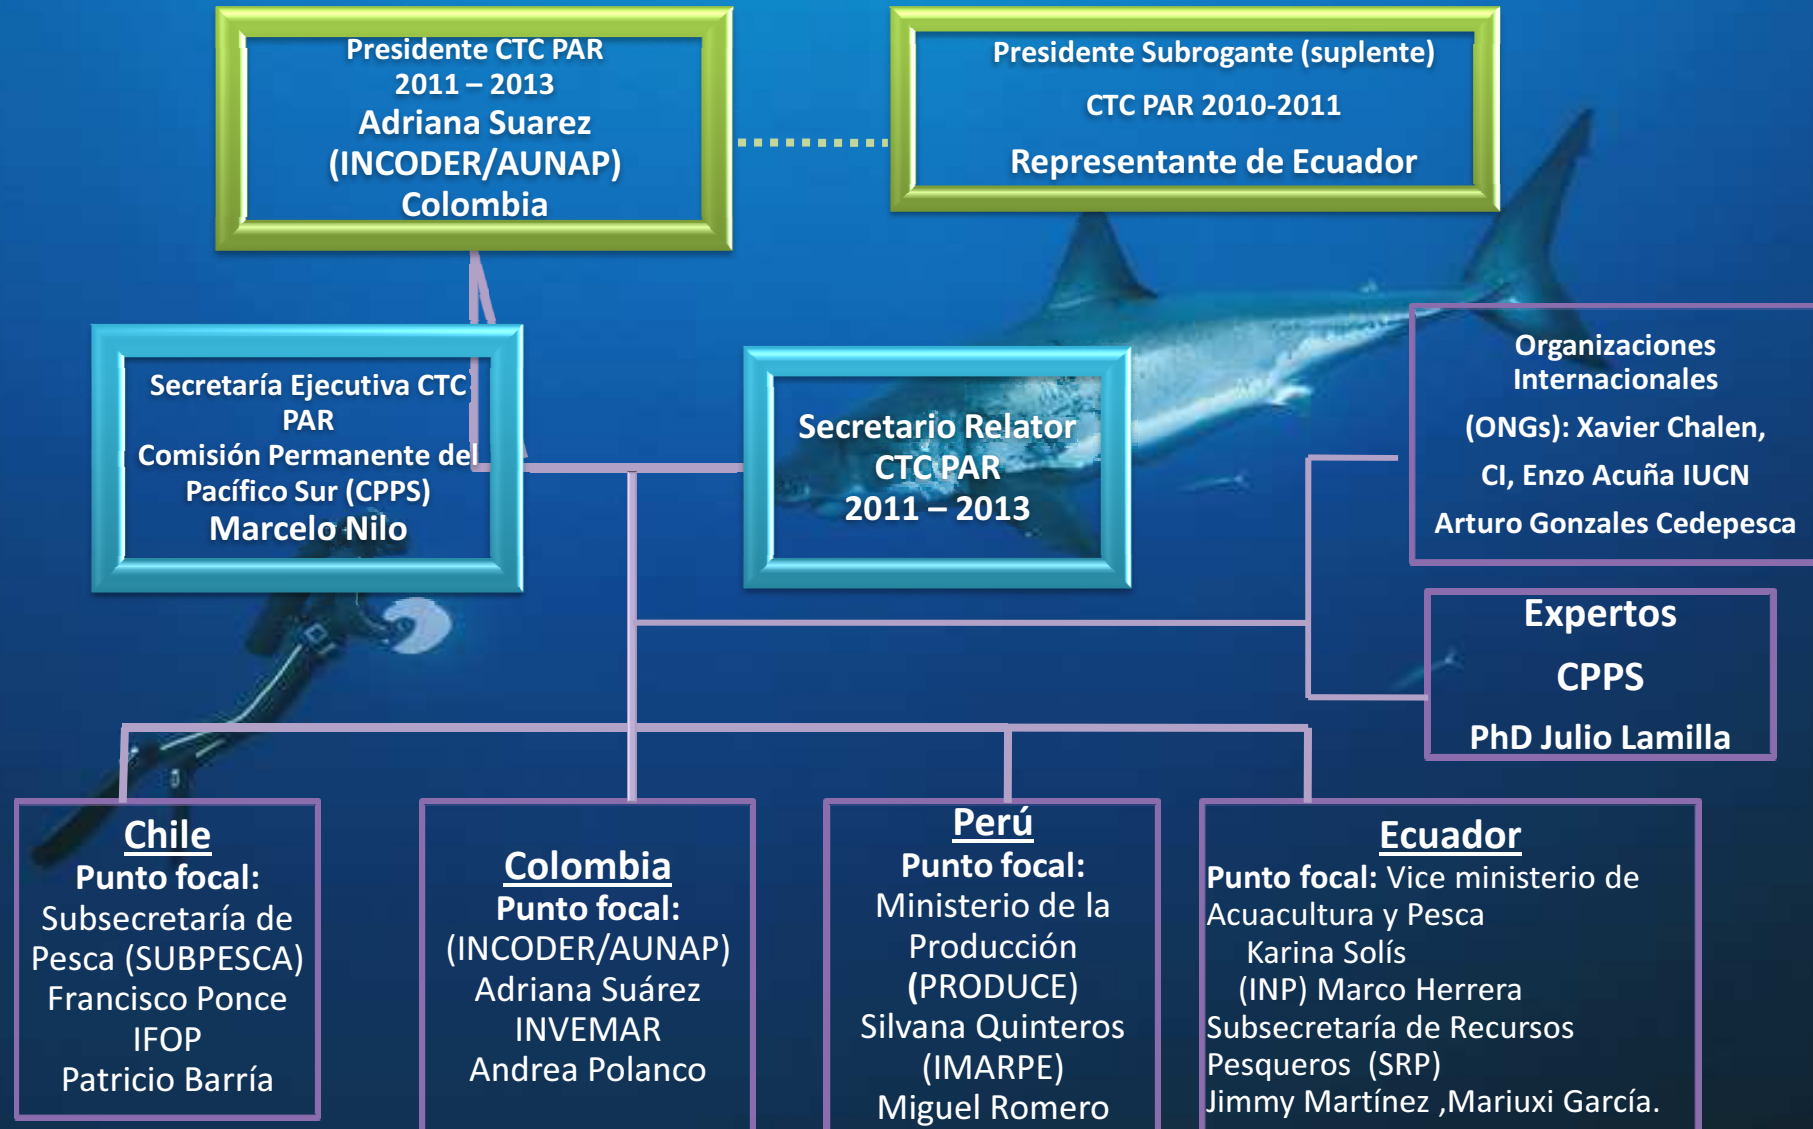 Presidente CTC PAR
2011 – 2013
Adriana Suarez
(INCODER/AUNAP)
Colombia
Presidente Subrogante (suplente)
CTC PAR 2010-2011
Representante de Ecuador
Secretaría Ejecutiva CTC
PAR
Comisión Permanente del
Pacífico Sur (CPPS)
Marcelo Nilo
Secretario Relator
CTC PAR
2011 – 2013
Organizaciones
Internacionales
(ONGs): Xavier Chalen,
CI, Enzo Acuña IUCN
Arturo Gonzales Cedepesca
Expertos
CPPS
PhD Julio Lamilla
Chile
Punto focal:
Subsecretaría de
Pesca (SUBPESCA)
Francisco Ponce
IFOP
Patricio Barría
Colombia
Punto focal:
(INCODER/AUNAP)
Adriana Suárez
INVEMAR
Andrea Polanco
Perú
Punto focal:
Ministerio de la
Producción
(PRODUCE)
Silvana Quinteros
(IMARPE)
Miguel Romero
Ecuador
Punto focal: Vice ministerio de
Acuacultura y Pesca
Karina Solís
(INP) Marco Herrera
Subsecretaría de Recursos
Pesqueros (SRP)
Jimmy Martínez ,Mariuxi García.